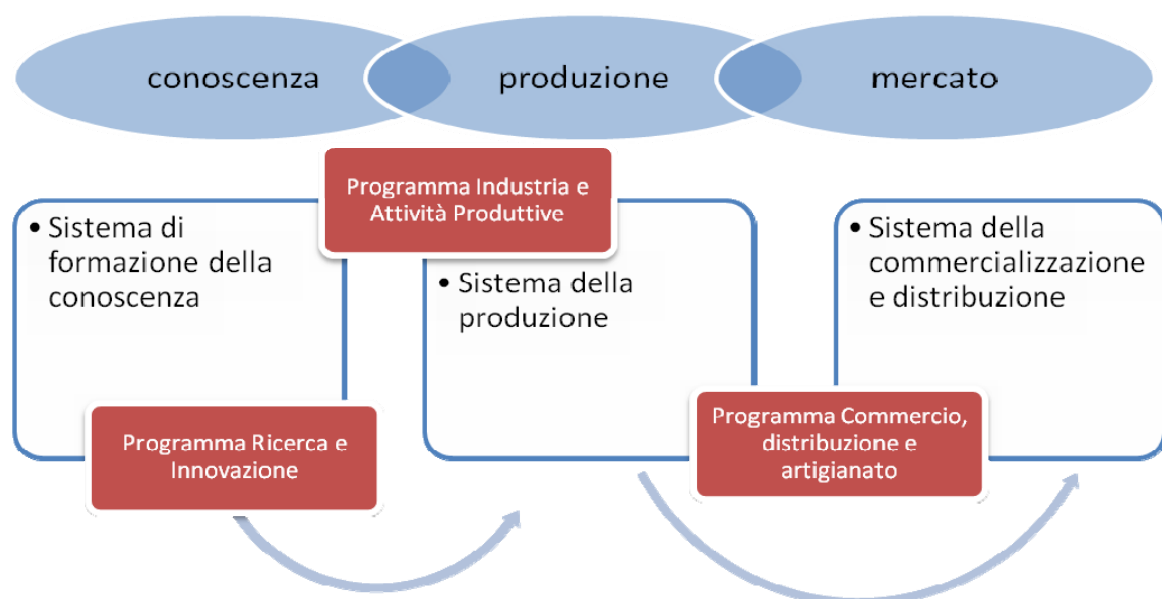 conoscenza
produzione
mercato
Programma Industria e
Attività Produttive
• Sistema di
formazione della
conoscenza
• Sistema della
produzione
• Sistema della
commercializzazione
e distribuzione
Programma Ricerca e
Innovazione
Programma Commercio,
distribuzione e
artigianato